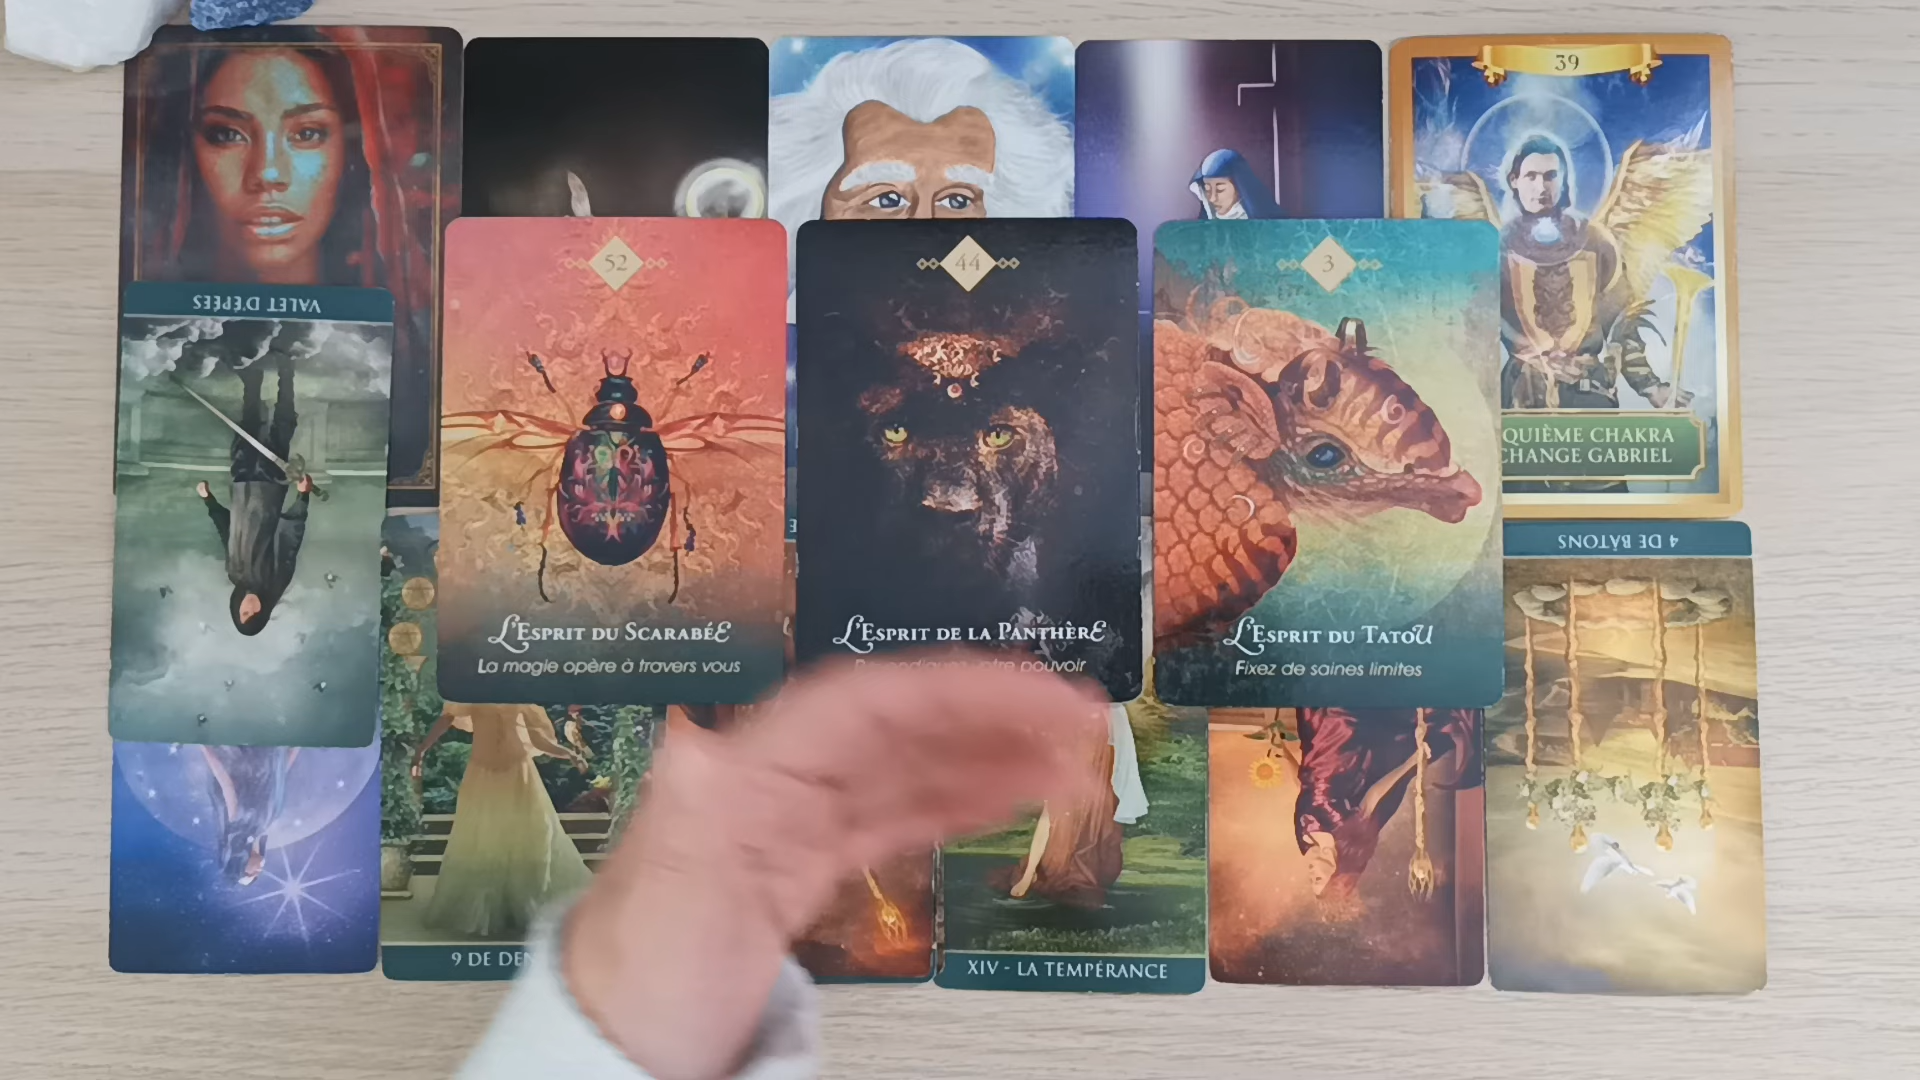 39
VALET D'ÉPÉES
52
44
3
QUIÈME CHAKRA
CHANGE GABRIEL
4 DE BÂTONS
L'ESPRIT DU SCARABÉE
La magie opère à travers vous
L'ESPRIT DE LA PANTHÈRE
pouvoir
L'ESPRIT DU TATOU
Fixez de saines limites
9 DE DEN
XIV - LA TEMPÉRANCE